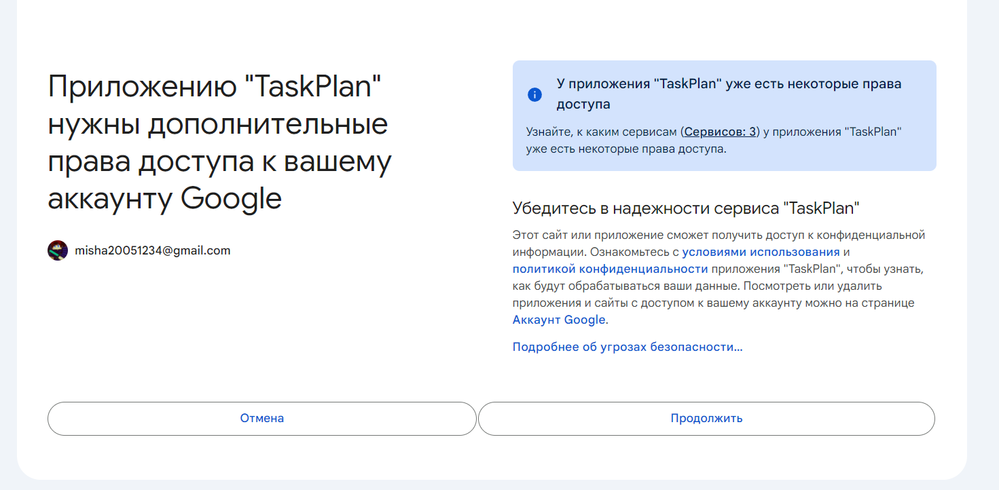 Приложению "TaskPlan"
нужны дополнительные
права доступа к вашему
аккаунту Google
misha20051234@gmail.com
У приложения "TaskPlan" уже есть некоторые права
доступа
Узнайте, к каким сервисам (Сервисов: 3) у приложения "TaskPlan"
уже есть некоторые права доступа.
Убедитесь в надежности сервиса "TaskPlan"
Этот сайт или приложение сможет получить доступ к конфиденциальной
информации. Ознакомьтесь с условиями использования и
политикой конфиденциальности приложения "TaskPlan", чтобы узнать,
как будут обрабатываться ваши данные. Посмотреть или удалить
приложения и сайты с доступом к вашему аккаунту можно на странице
Аккаунт Google.
Подробнее об угрозах безопасности...
Отмена
Продолжить